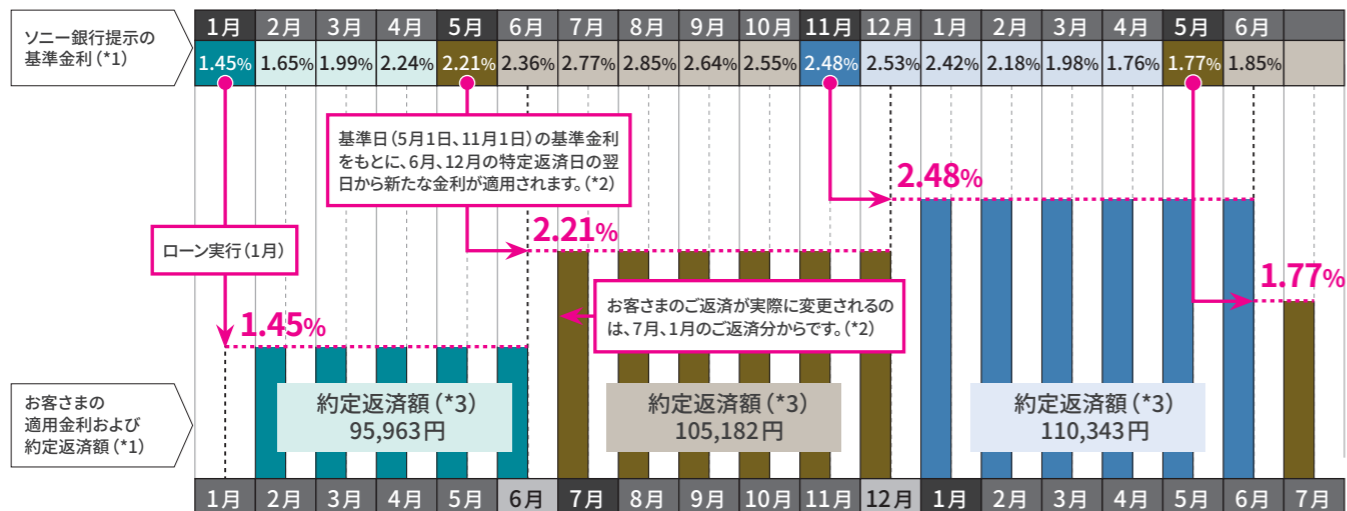 ソニー銀行提示の
基準金利(*1)
1月 2月 3月 4月 5月 6月 7月 8月 9月 10月 11月 12月 1月 2月 3月 4月 5月 6月
1.45% 1.65% 1.99% 2.24% 2.21% 2.36% 2.77% 2.85% 2.64% 2.55% 2.48% 2.53% 2.42% 2.18% 1.98% 1.76% 1.77% 1.85%
基準日(5月1日、11月1日)の基準金利
をもとに、6月、12月の特定返済日の翌
日から新たな金利が適用されます。(*2)
2.48%
2.21%
ローン実行(1月)
1.77%
お客さまのご返済が実際に変更されるの
は、7月、1月のご返済分からです。(*2)
1.45%
お客さまの
適用金利および
約定返済額(*1)
約定返済額(*3)
95,963円
約定返済額(*3)
105,182円
約定返済額(*3)
110,343円
1月 2月 3月 4月 5月 6月 7月 8月 9月 10月 11月 12月 1月 2月 3月 4月 5月 6月 7月